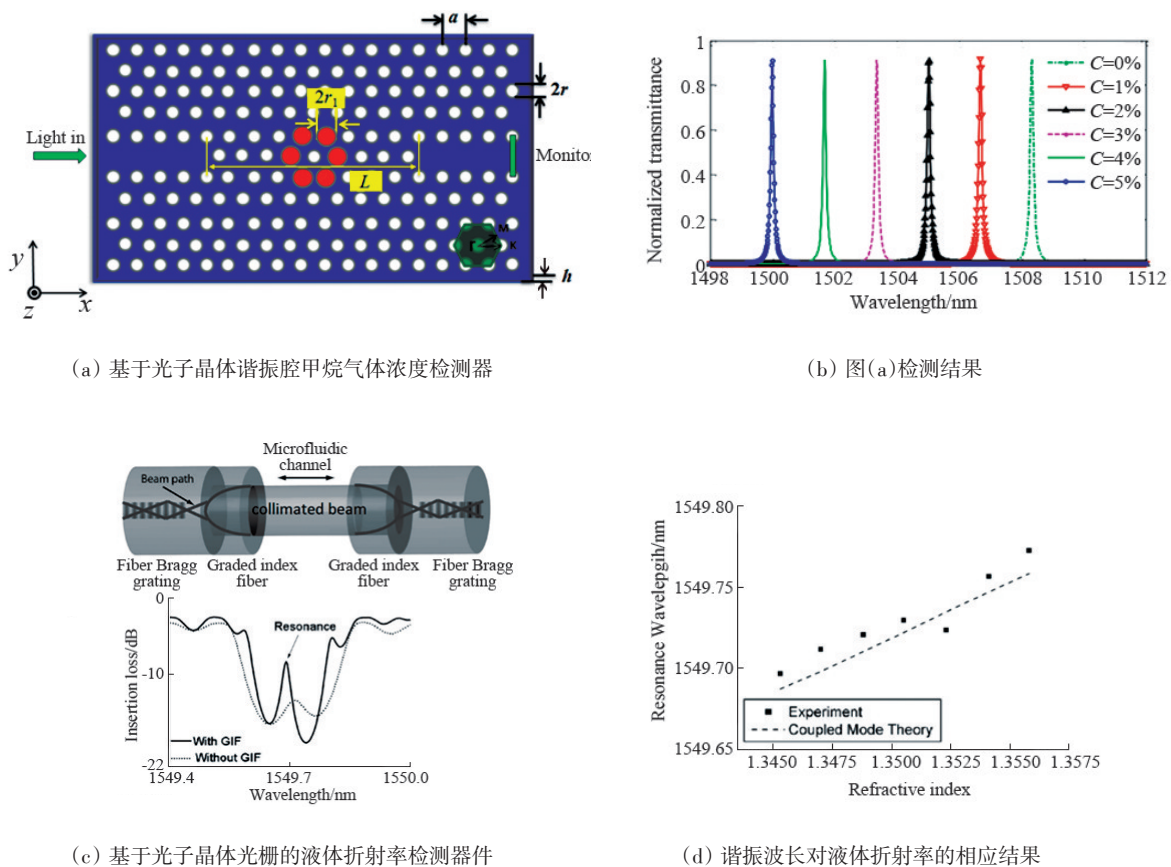 a
2r
2r₁
Light in
Monito
L
M
Γ
K
y
z
x
h
(a) 基于光子晶体谐振腔甲烷气体浓度检测器
Normalized transmittance
1
0.8
0.6
0.4
0.2
0
1498
1500
1502
1504
1506
1508
1510
1512
Wavelength/nm
C=0%
C=1%
C=2%
C=3%
C=4%
C=5%
(b) 图(a)检测结果
Microfluidic
channel
Beam path
collimated beam
Fiber Bragg
grating
Graded index
fiber
Graded index
fiber
Fiber Bragg
grating
Insertion loss/dB
0
-10
-22
Resonance
With GIF
Without GIF
1549.4
1549.7
1550.0
Wavelength/nm
(c) 基于光子晶体光栅的液体折射率检测器件
Resonance Wavelepgih/nm
1549.80
1549.75
1549.70
1549.65
Experiment
Coupled Mode Theory
1.3450
1.3475
1.3500
1.3525
1.3550
1.3575
Refractive index
(d) 谐振波长对液体折射率的相应结果